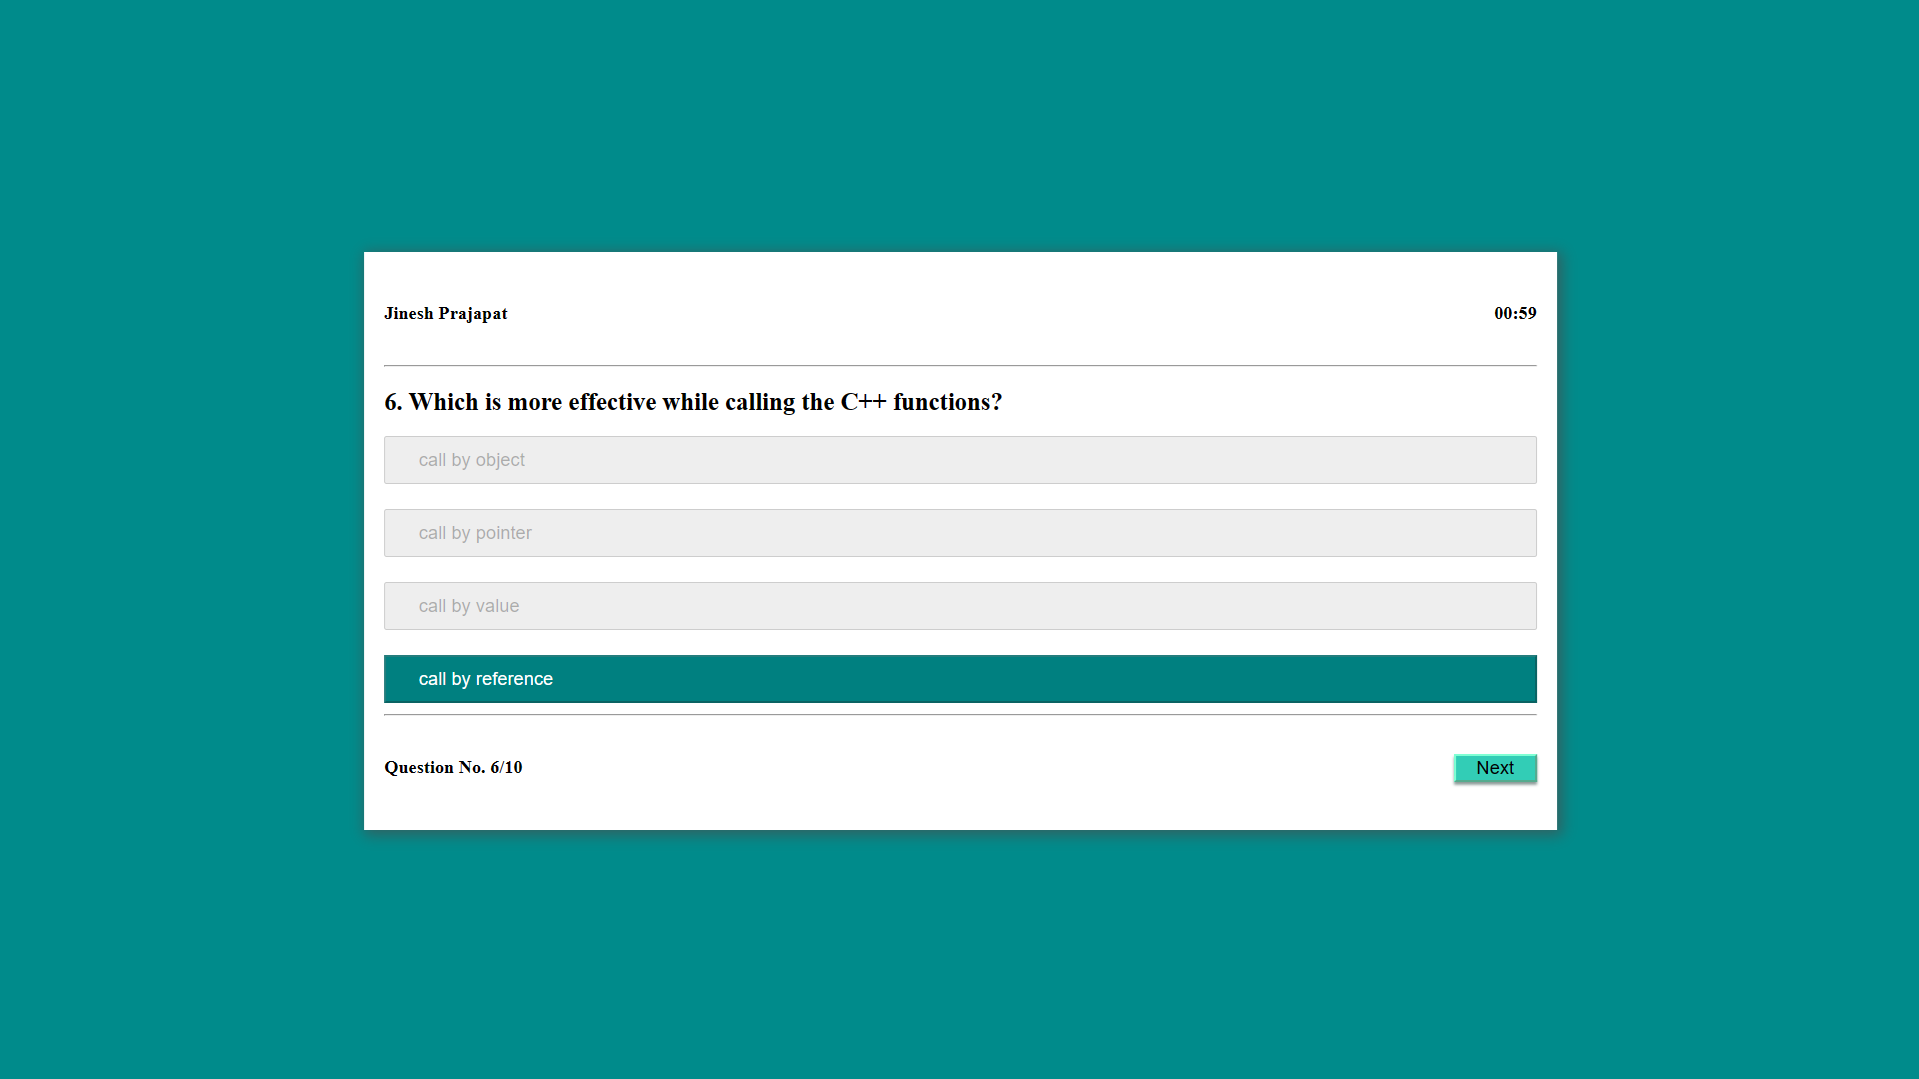 Jinesh Prajapat
00:59
6. Which is more effective while calling the C++ functions?
call by object
call by pointer
call by value
call by reference
Question No. 6/10
Next